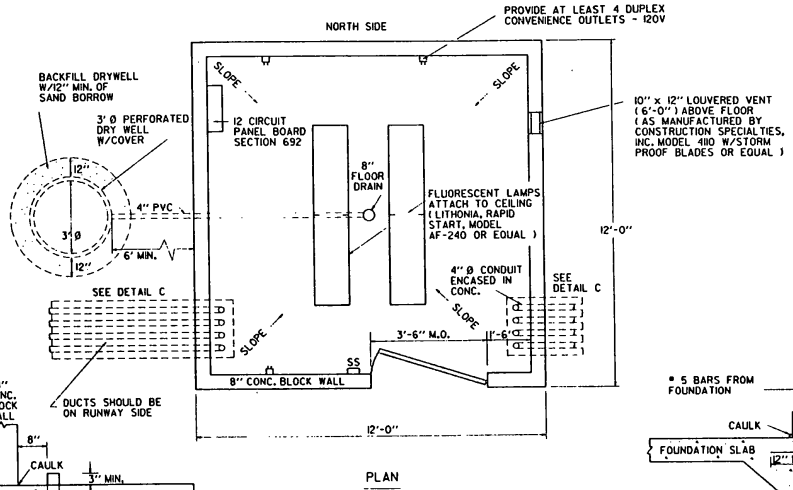 NORTH SIDE
PROVIDE AT LEAST 4 DUPLEX
CONVENIENCE OUTLETS - 120V
BACKFILL DRYWELL
W/12" MIN. OF
SAND BORROW
3' Ø PERFORATED
DRY WELL
W/COVER
SLOPE
SLOPE
12 CIRCUIT
PANEL BOARD
SECTION 692
10" x 12" LOUVERED VENT
( 6'-0" ) ABOVE FLOOR
( AS MANUFACTURED BY
CONSTRUCTION SPECIALTIES,
INC. MODEL 4110 W/STORM
PROOF BLADES OR EQUAL )
8"
FLOOR
DRAIN
12"
3' Ø
12"
4" PVC
6' MIN.
FLUORESCENT LAMPS
ATTACH TO CEILING
( LITHONIA, RAPID
START, MODEL
AF-240 OR EQUAL )
12'-0"
SEE DETAIL C
4" Ø CONDUIT
ENCASED IN
CONC.
SEE
DETAIL C
SLOPE
SLOPE
3'-6" M.O.
1'-6"
SS
8" CONC. BLOCK WALL
DUCTS SHOULD BE
ON RUNWAY SIDE
12'-0"
8"
CAULK
3" MIN.
PLAN
* 5 BARS FROM
FOUNDATION
CAULK
FOUNDATION SLAB
12"